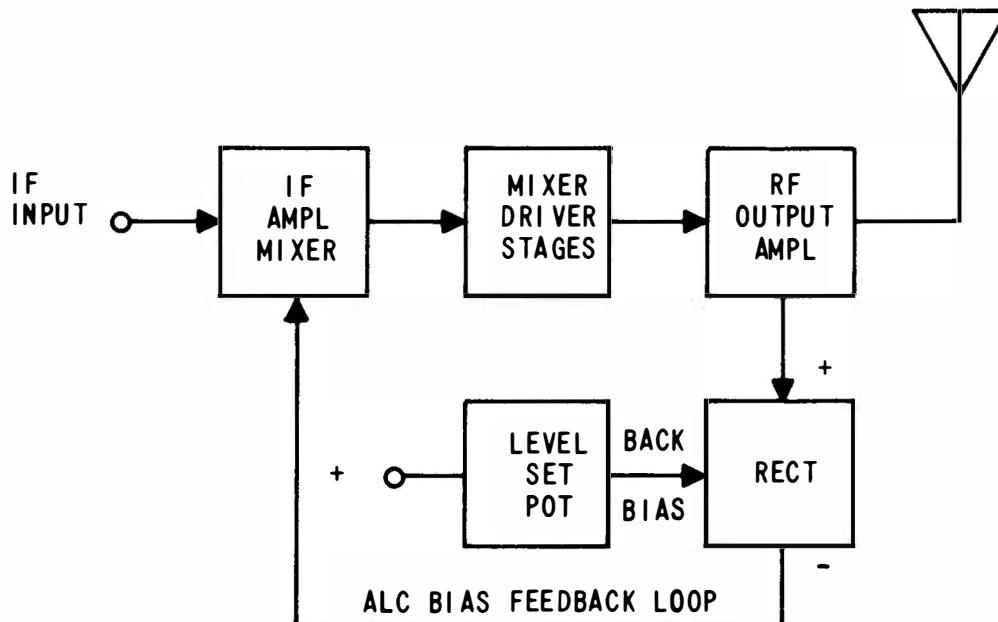 IF
INPUT
IF
AMPL
MIXER
MIXER
DRIVER
STAGES
RF
OUTPUT
AMPL
+
+
LEVEL
SET
POT
BACK
BIAS
RECT
-
ALC BIAS FEEDBACK LOOP